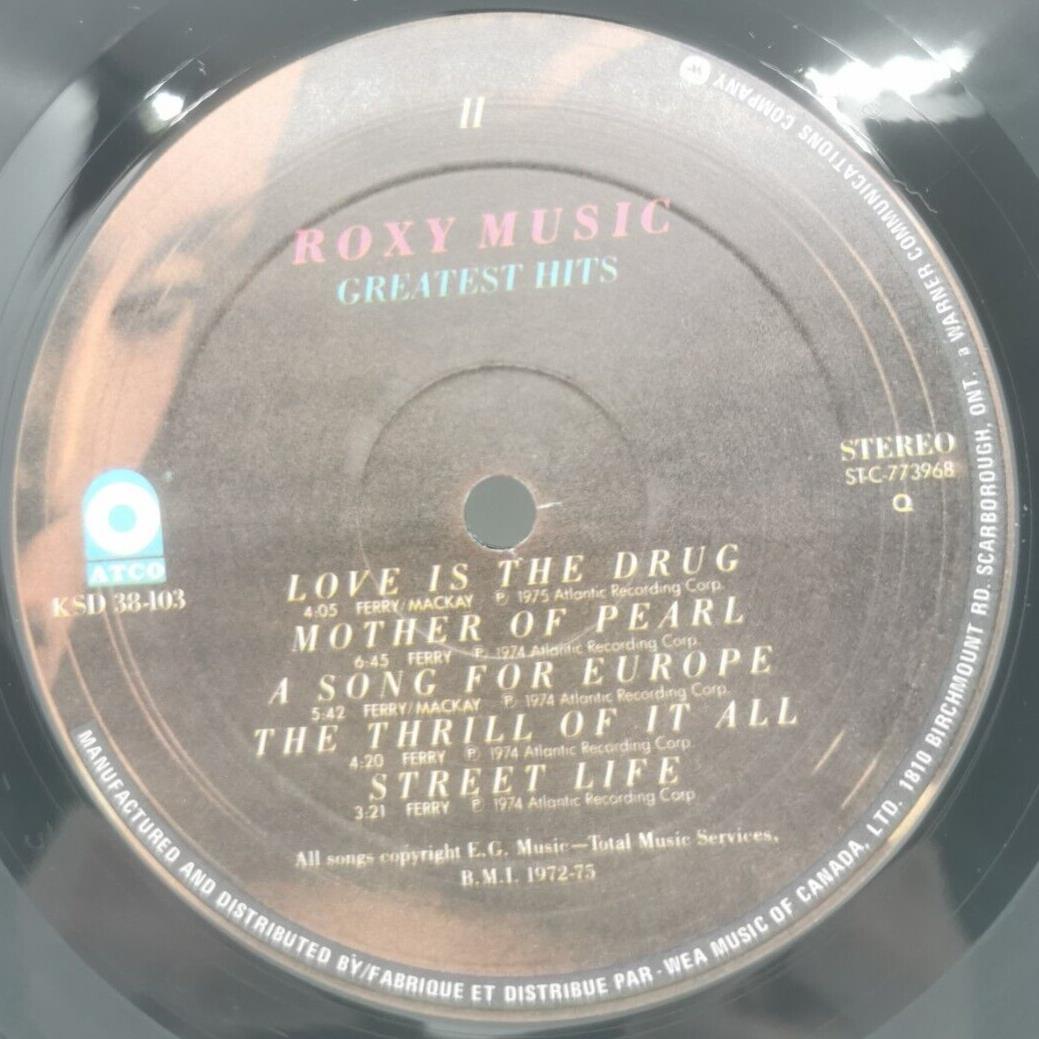 II
ROXY MUSIC
GREATEST HITS
STEREO
ST-C-773968
Q
ATCO
KSD 38-103
LOVE IS THE DRUG
4:05 FERRY/MACKAY ℗ 1975 Atlantic Recording Corp.
MOTHER OF PEARL
6:45 FERRY ℗ 1974 Atlantic Recording Corp.
A SONG FOR EUROPE
5:42 FERRY/MACKAY ℗ 1974 Atlantic Recording Corp.
THE THRILL OF IT ALL
4:20 FERRY ℗ 1974 Atlantic Recording Corp.
STREET LIFE
3:21 FERRY ℗ 1974 Atlantic Recording Corp.
All songs copyright E.G. Music—Total Music Services,
B.M.I. 1972-75
MANUFACTURED AND DISTRIBUTED BY/FABRIQUE ET DISTRIBUE PAR - WEA MUSIC OF CANADA, LTD. 1810 BIRCHMOUNT RD. SCARBOROUGH, ONT. a WARNER COMMUNICATIONS COMPANY